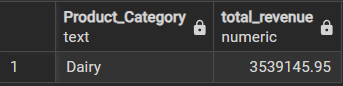 Product_Category total_revenue
text numeric
1 Dairy 3539145.95